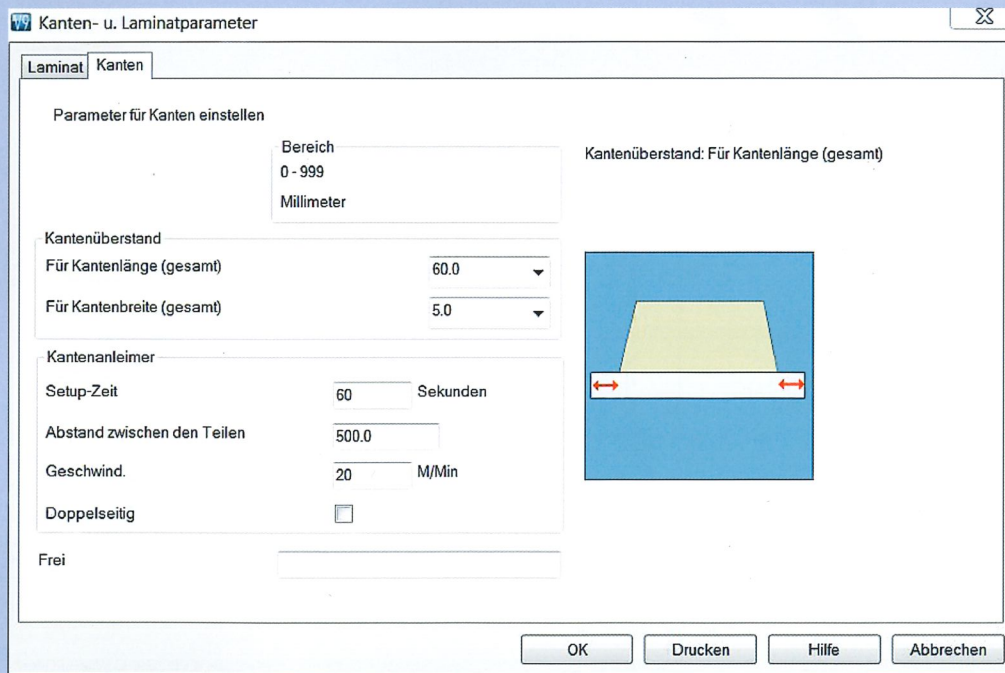 V9 Kanten- u. Laminatparameter
Laminat Kanten
Parameter für Kanten einstellen
Bereich
0 - 999
Millimeter
Kantenüberstand: Für Kantenlänge (gesamt)
Kantenüberstand
Für Kantenlänge (gesamt) 60.0
Für Kantenbreite (gesamt) 5.0
Kantenanleimer
Setup-Zeit 60 Sekunden
Abstand zwischen den Teilen 500.0
Geschwind. 20 M/Min
Doppelseitig
Frei
OK Drucken Hilfe Abbrechen